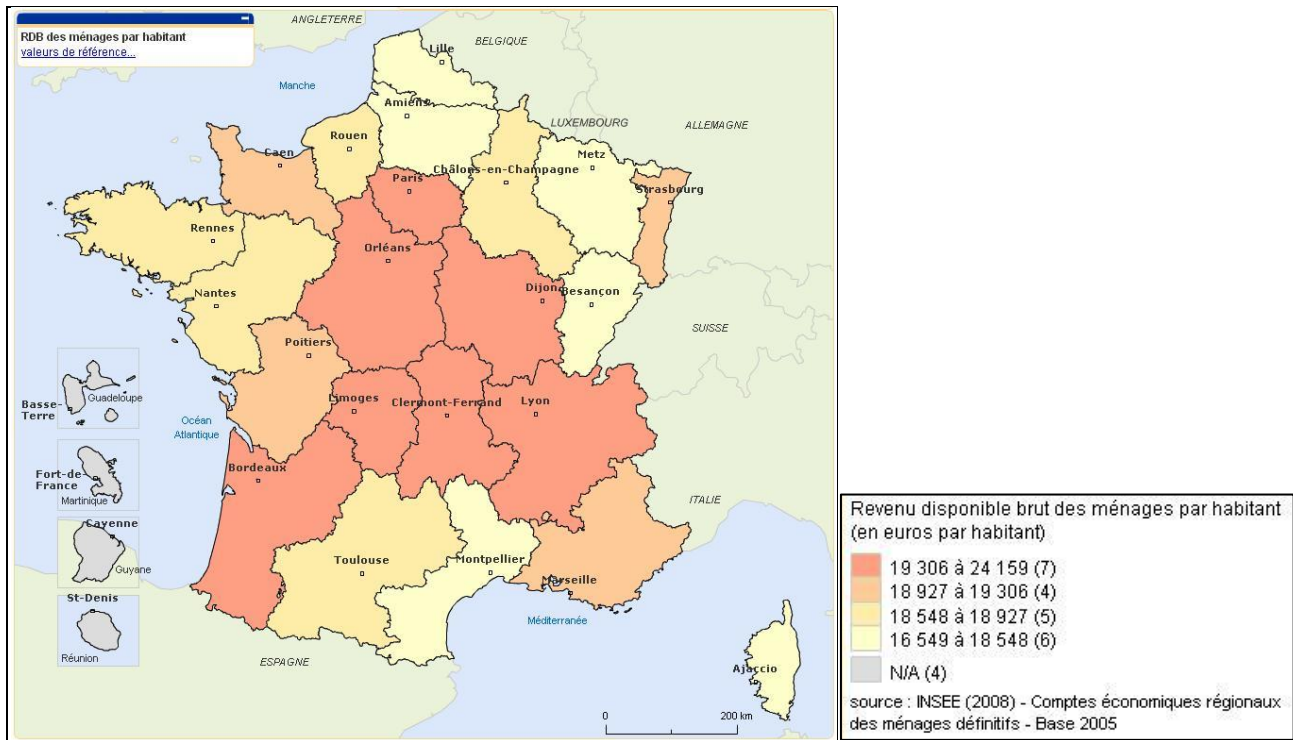 RDB des ménages par habitant
valeurs de référence...
ANGLETERRE
BELGIQUE
Lille
Manche
Amiens
LUXEMBOURG
ALLEMAGNE
Rouen
Caen
Metz
Châlons-en-Champagne
Paris
Strasbourg
Rennes
Orléans
Nantes
Dijon
Besançon
SUISSE
Poitiers
Guadeloupe
Basse-
Terre
Limoges
Clermont-Ferrand
Lyon
Océan
Atlantique
Bordeaux
Fort-de-
France
Martinique
ITALIE
Cayenne
Guyane
Toulouse
Montpellier
Marseille
St-Denis
Réunion
Méditerranée
ESPAGNE
Ajaccio
0
200 km
Revenu disponible brut des ménages par habitant
(en euros par habitant)
19 306 à 24 159 (7)
18 927 à 19 306 (4)
18 548 à 18 927 (5)
16 549 à 18 548 (6)
N/A (4)
source : INSEE (2008) - Comptes économiques régionaux
des ménages définitifs - Base 2005